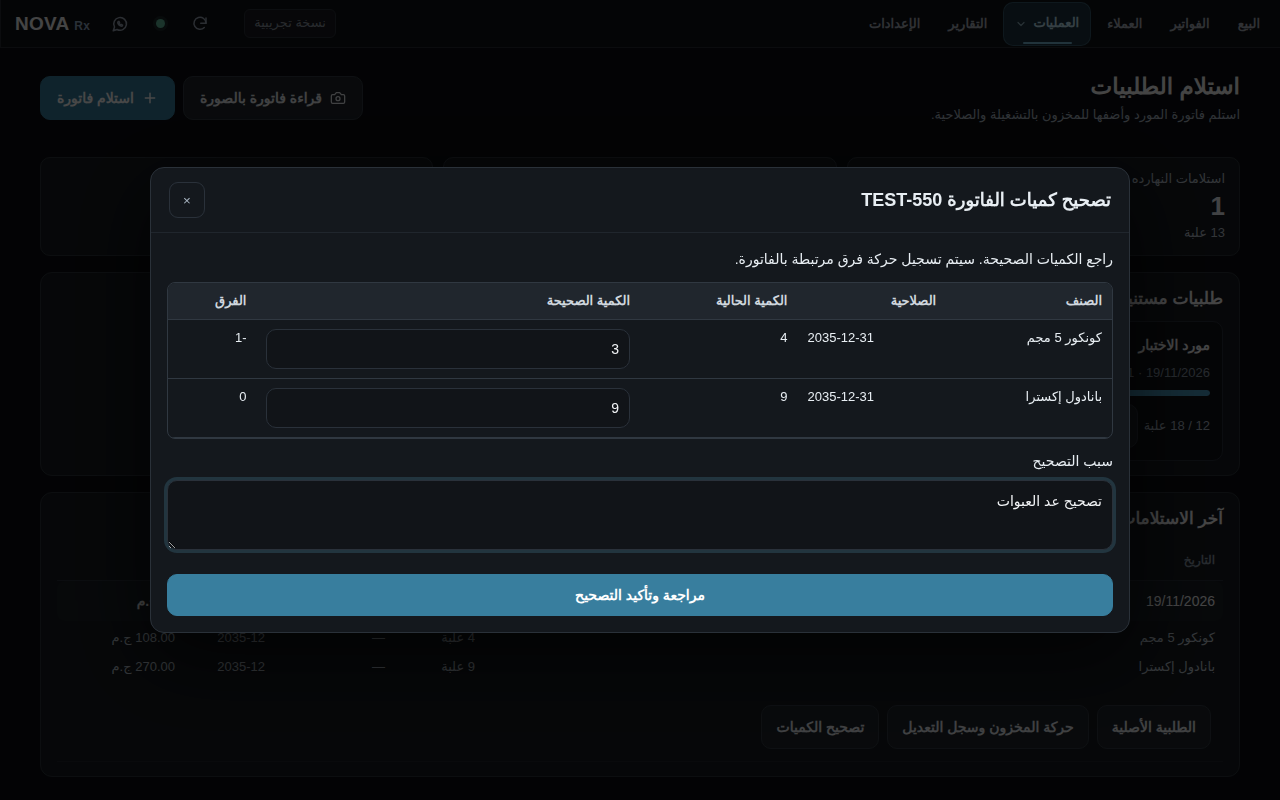 البيع
الفواتير
العملاء
العمليات
التقارير
الإعدادات
نسخة تجريبية
NOVA Rx
استلام الطلبيات
استلم فاتورة المورد وأضفها للمخزون بالتشغيلة والصلاحية.
قراءة فاتورة بالصورة
استلام فاتورة
استلامات النهارده
1
13 علبة
تصحيح كميات الفاتورة TEST-550
×
راجع الكميات الصحيحة. سيتم تسجيل حركة فرق مرتبطة بالفاتورة.
الصنف الصلاحية الكمية الحالية الكمية الصحيحة الفرق
كونكور 5 مجم 2035-12-31 4 3 -1
بانادول إكسترا 2035-12-31 9 9 0
سبب التصحيح
تصحيح عد العبوات
مراجعة وتأكيد التصحيح
طلبيات
مورد الاختبار
19/11/2026
12 / 18 علبة
آخر الاستلامات
التاريخ
19/11/2026
كونكور 5 مجم 4 علبة — 2035-12 108.00 ج.م
بانادول إكسترا 9 علبة — 2035-12 270.00 ج.م
الطلبية الأصلية
حركة المخزون وسجل التعديل
تصحيح الكميات